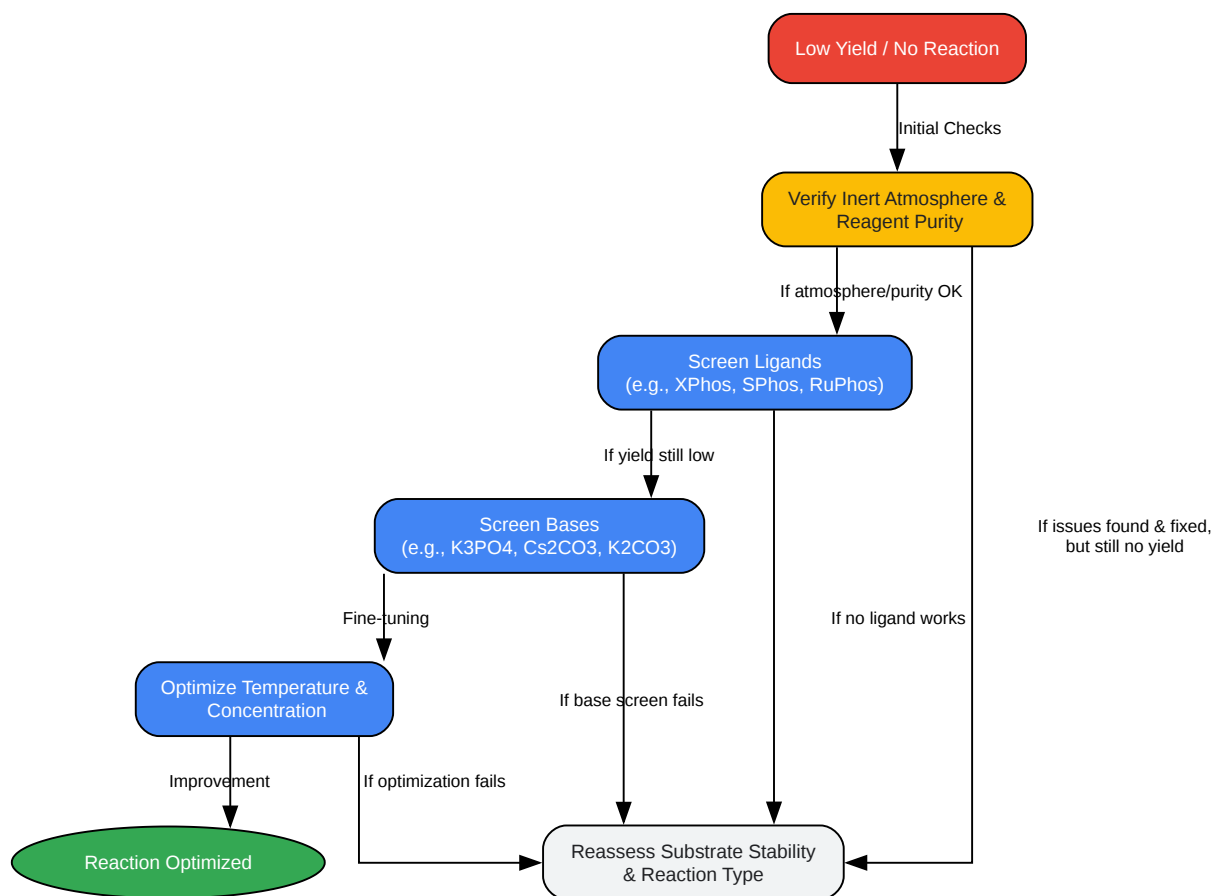 Low Yield / No Reaction
Initial Checks
Verify Inert Atmosphere &
Reagent Purity
If atmosphere/purity OK
Screen Ligands
(e.g., XPhos, SPhos, RuPhos)
If yield still low
Screen Bases
(e.g., K3PO4, Cs2CO3, K2CO3)
If issues found & fixed,
but still no yield
Fine-tuning
If no ligand works
Optimize Temperature &
Concentration
If base screen fails
Improvement
If optimization fails
Reaction Optimized
Reassess Substrate Stability
& Reaction Type